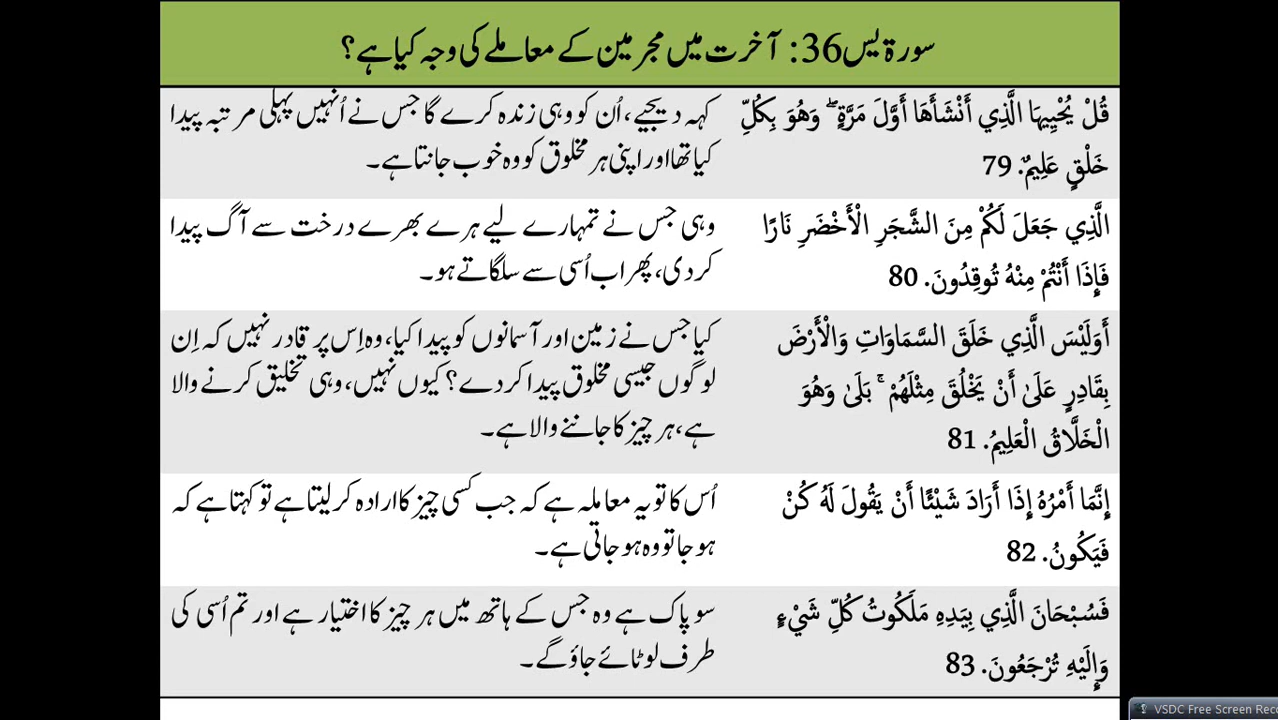 سورۃ یس36: آخرت میں مجرمین کے معاملے کی وجہ کیا ہے؟
قُلْ يُحْيِيهَا الَّذِي أَنْشَأَهَا أَوَّلَ مَرَّةٍ ۖ وَهُوَ بِكُلِّ
خَلْقٍ عَلِيمٌ. 79
کہہ دیجیے، اُن کو وہی زندہ کرے گا جس نے اُنہیں پہلی مرتبہ پیدا
کیا تھا اور اپنی ہر مخلوق کو وہ خوب جانتا ہے۔
الَّذِي جَعَلَ لَكُمْ مِنَ الشَّجَرِ الْأَخْضَرِ نَارًا
فَإِذَا أَنْتُمْ مِنْهُ تُوقِدُونَ. 80
وہی جس نے تمہارے لیے ہرے بھرے درخت سے آگ پیدا
کر دی، پھر اب اُسی سے سلگاتے ہو۔
أَوَلَيْسَ الَّذِي خَلَقَ السَّمَاوَاتِ وَالْأَرْضَ
بِقَادِرٍ عَلَىٰ أَنْ يَخْلُقَ مِثْلَهُمْ ۚ بَلَىٰ وَهُوَ
الْخَلَّاقُ الْعَلِيمُ. 81
کیا جس نے زمین اور آسمانوں کو پیدا کیا، وہ اِس پر قادر نہیں کہ اِن
لوگوں جیسی مخلوق پیدا کر دے؟ کیوں نہیں، وہی تخلیق کرنے والا
ہے، ہر چیز کا جاننے والا ہے۔
إِنَّمَا أَمْرُهُ إِذَا أَرَادَ شَيْئًا أَنْ يَقُولَ لَهُ كُنْ
فَيَكُونُ. 82
اُس کا تو یہ معاملہ ہے کہ جب کسی چیز کا ارادہ کر لیتا ہے تو کہتا ہے کہ
ہو جا تو وہ ہو جاتی ہے۔
فَسُبْحَانَ الَّذِي بِيَدِهِ مَلَكُوتُ كُلِّ شَيْءٍ
وَإِلَيْهِ تُرْجَعُونَ. 83
سو پاک ہے وہ جس کے ہاتھ میں ہر چیز کا اختیار ہے اور تم اُسی کی
طرف لوٹائے جاؤ گے۔
VSDC Free Screen Reco